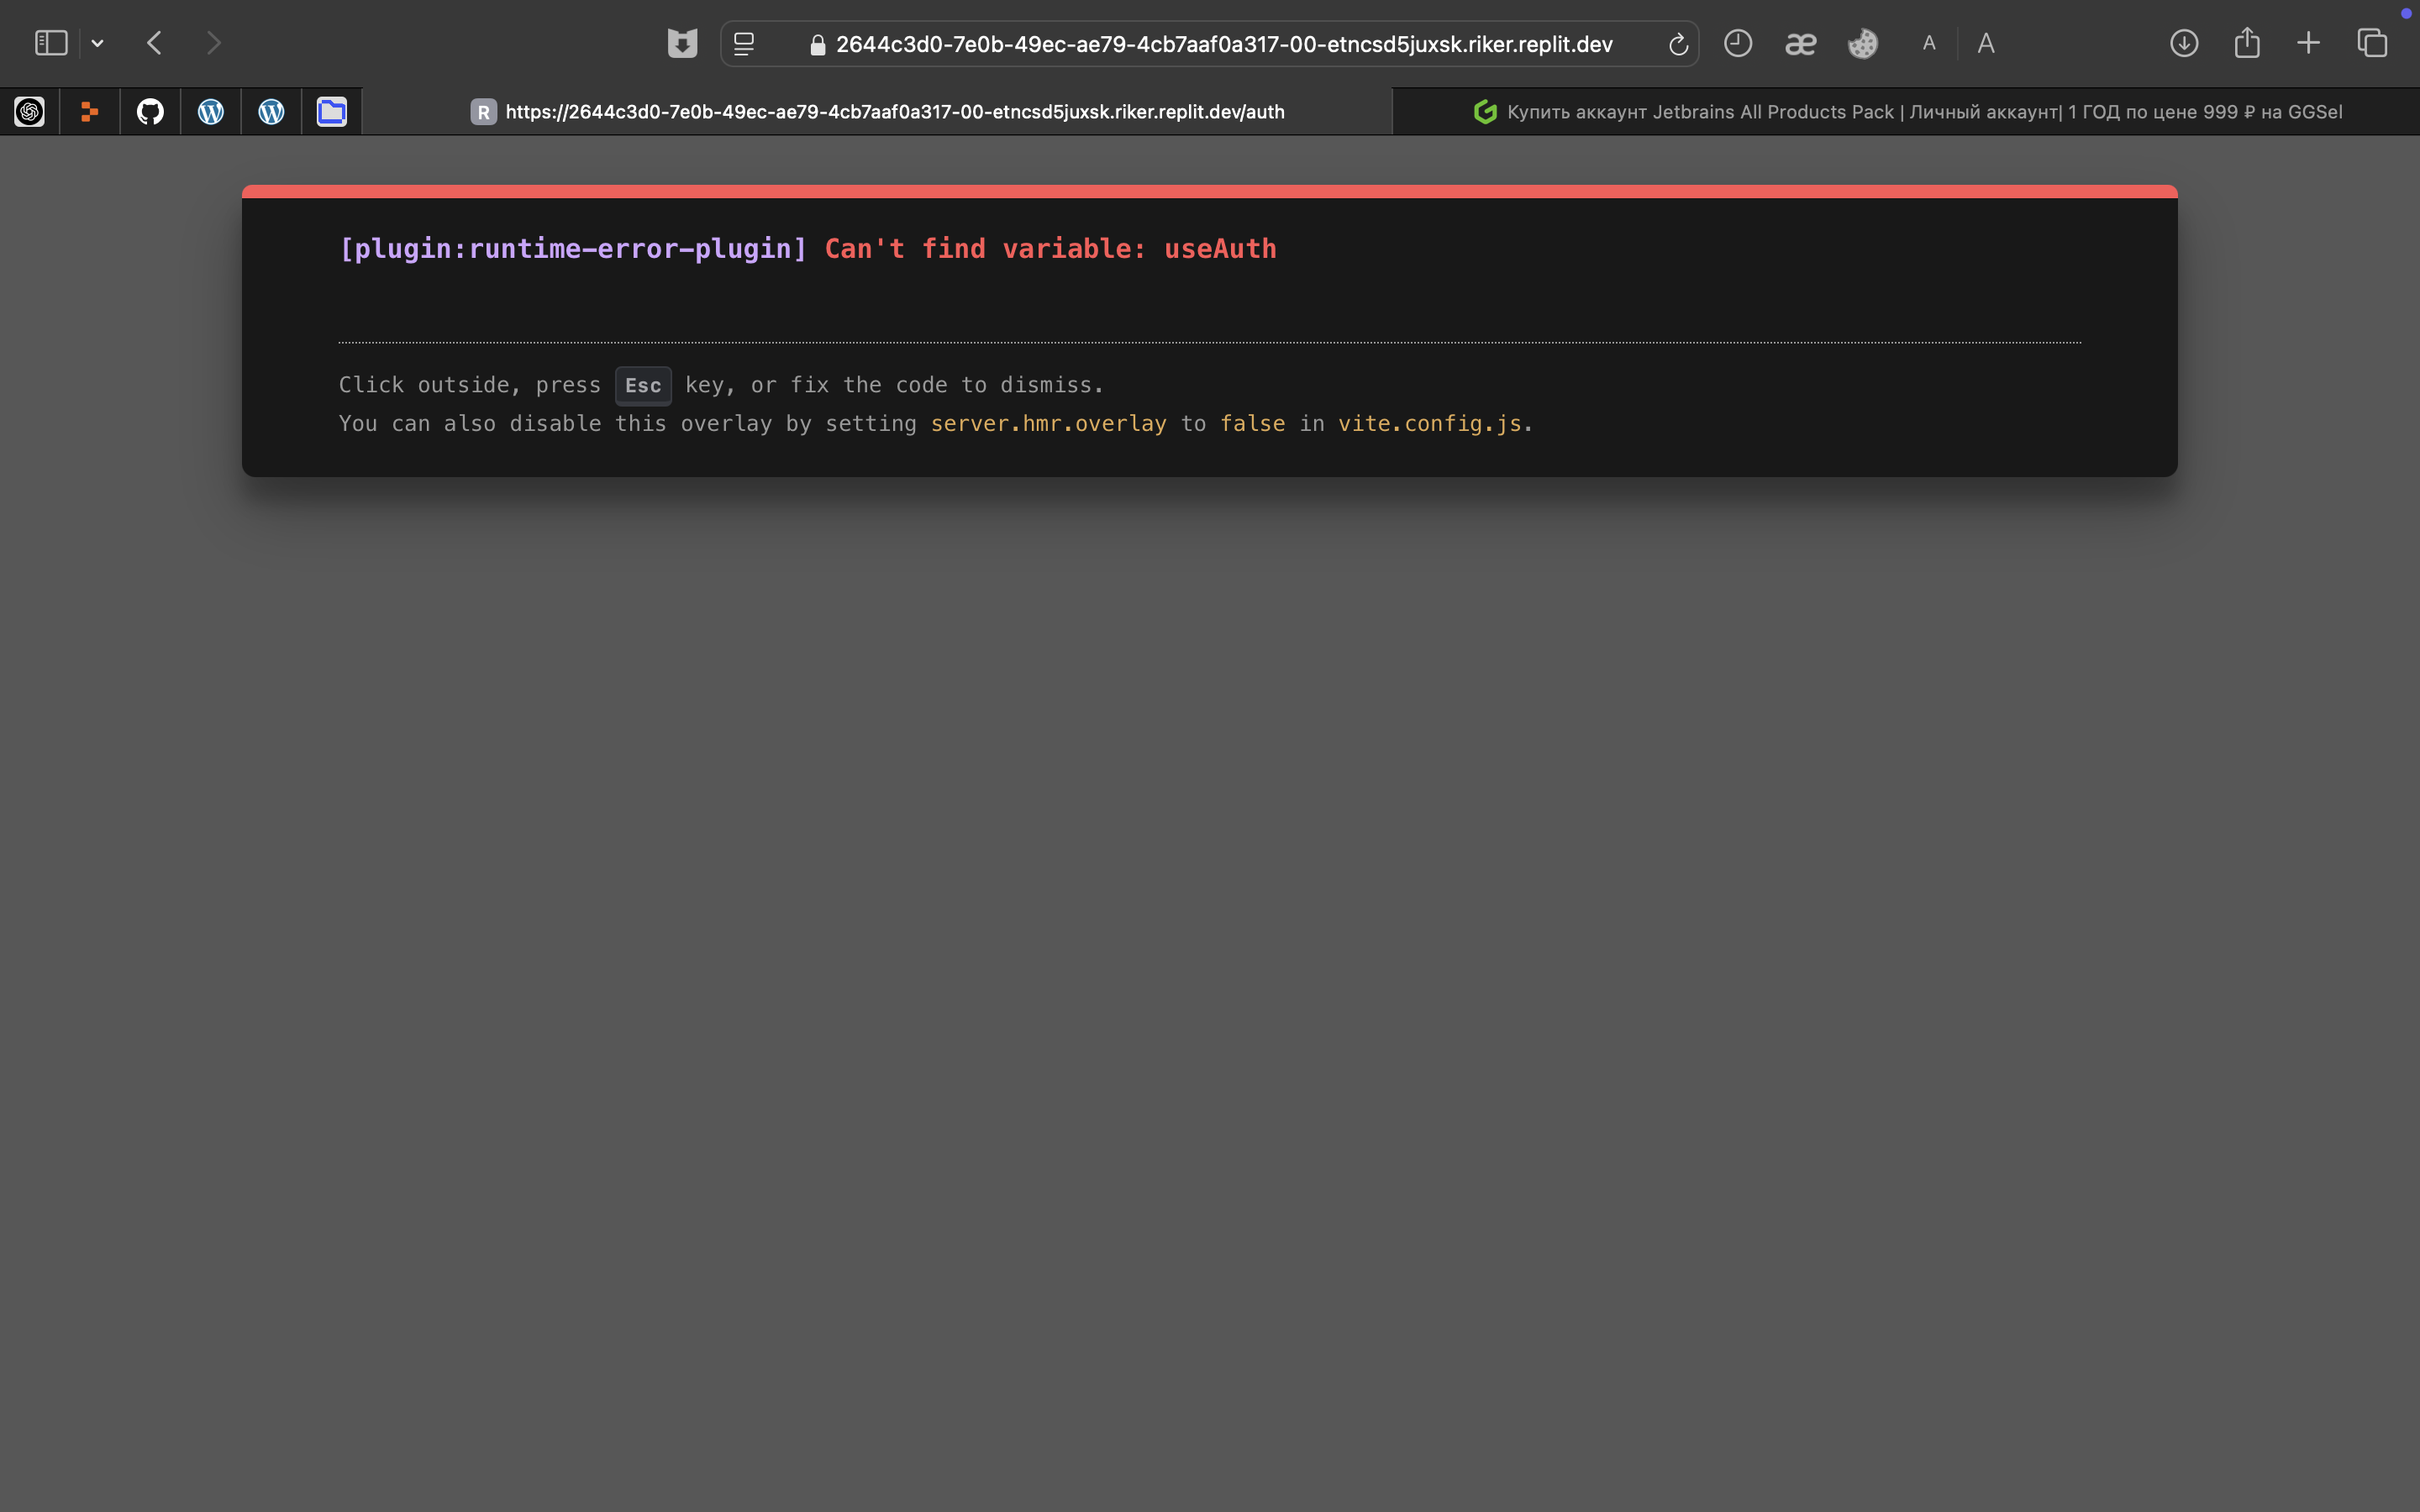 2644c3d0-7e0b-49ec-ae79-4cb7aaf0a317-00-etncsd5juxsk.riker.replit.dev
æ
A
A
R
https://2644c3d0-7e0b-49ec-ae79-4cb7aaf0a317-00-etncsd5juxsk.riker.replit.dev/auth
Купить аккаунт Jetbrains All Products Pack | Личный аккаунт| 1 ГОД по цене 999 ₽ на GGSel
[plugin:runtime-error-plugin] Can't find variable: useAuth
Click outside, press Esc key, or fix the code to dismiss.
You can also disable this overlay by setting server.hmr.overlay to false in vite.config.js.